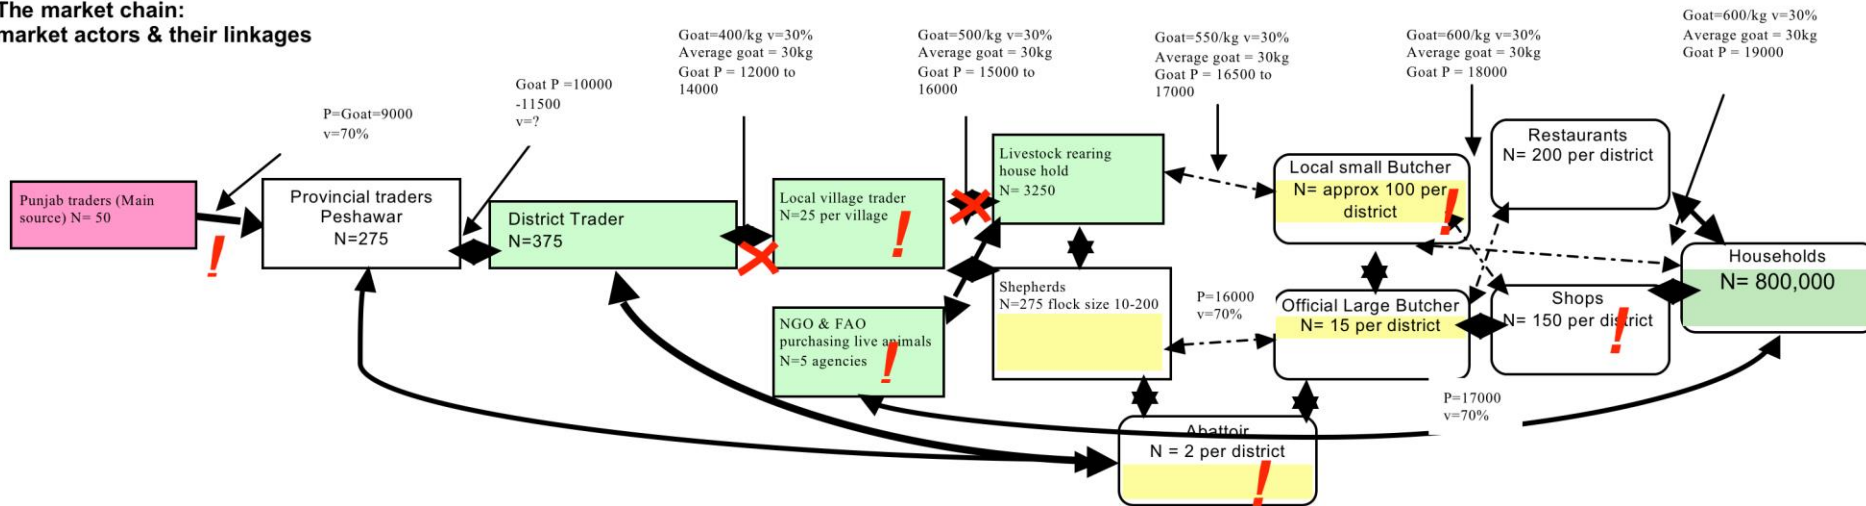 The market chain:
market actors & their linkages
P=Goat=9000
v=70%
Goat P =10000
-11500
v=?
Goat=400/kg v=30%
Average goat = 30kg
Goat P = 12000 to
14000
Goat=500/kg v=30%
Average goat = 30kg
Goat P = 15000 to
16000
Goat=550/kg v=30%
Average goat = 30kg
Goat P = 16500 to
17000
Goat=600/kg v=30%
Average goat = 30kg
Goat P = 18000
Goat=600/kg v=30%
Average goat = 30kg
Goat P = 19000
Punjab traders (Main
source) N= 50
!
Provincial traders
Peshawar
N=275
District Trader
N=375
Local village trader
N=25 per village
!
NGO & FAO
purchasing live animals
N=5 agencies
!
Livestock rearing
house hold
N= 3250
Shepherds
N=275 flock size 10-200
P=16000
v=70%
Local small Butcher
N= approx 100 per
district
!
Official Large Butcher
N= 15 per district
Restaurants
N= 200 per district
Shops
N= 150 per district
!
Households
N= 800,000
P=17000
v=70%
Abattoir
N = 2 per district
!